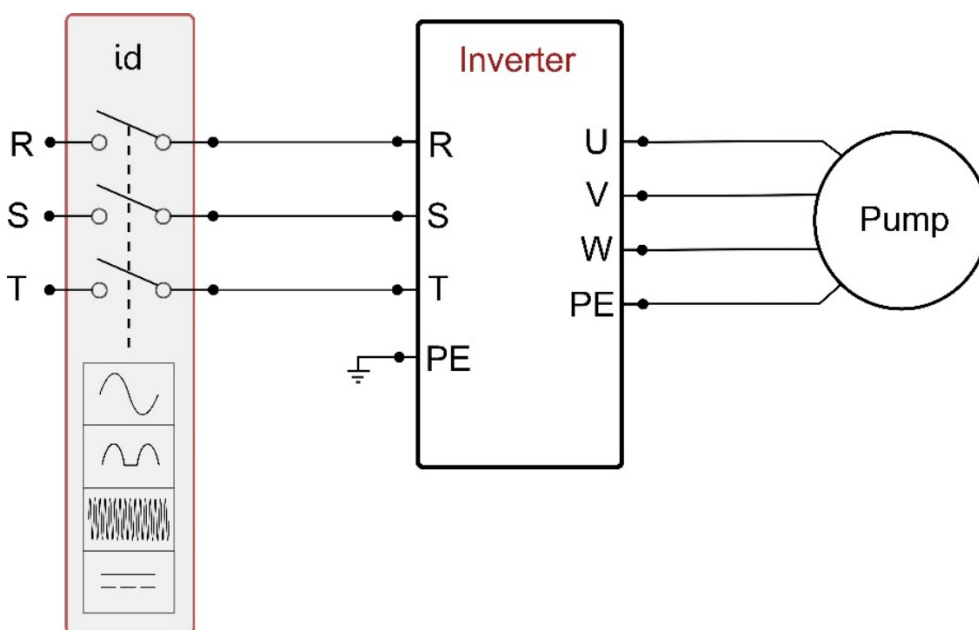 id
Inverter
R R U
S S V
T T W
PE PE
Pump